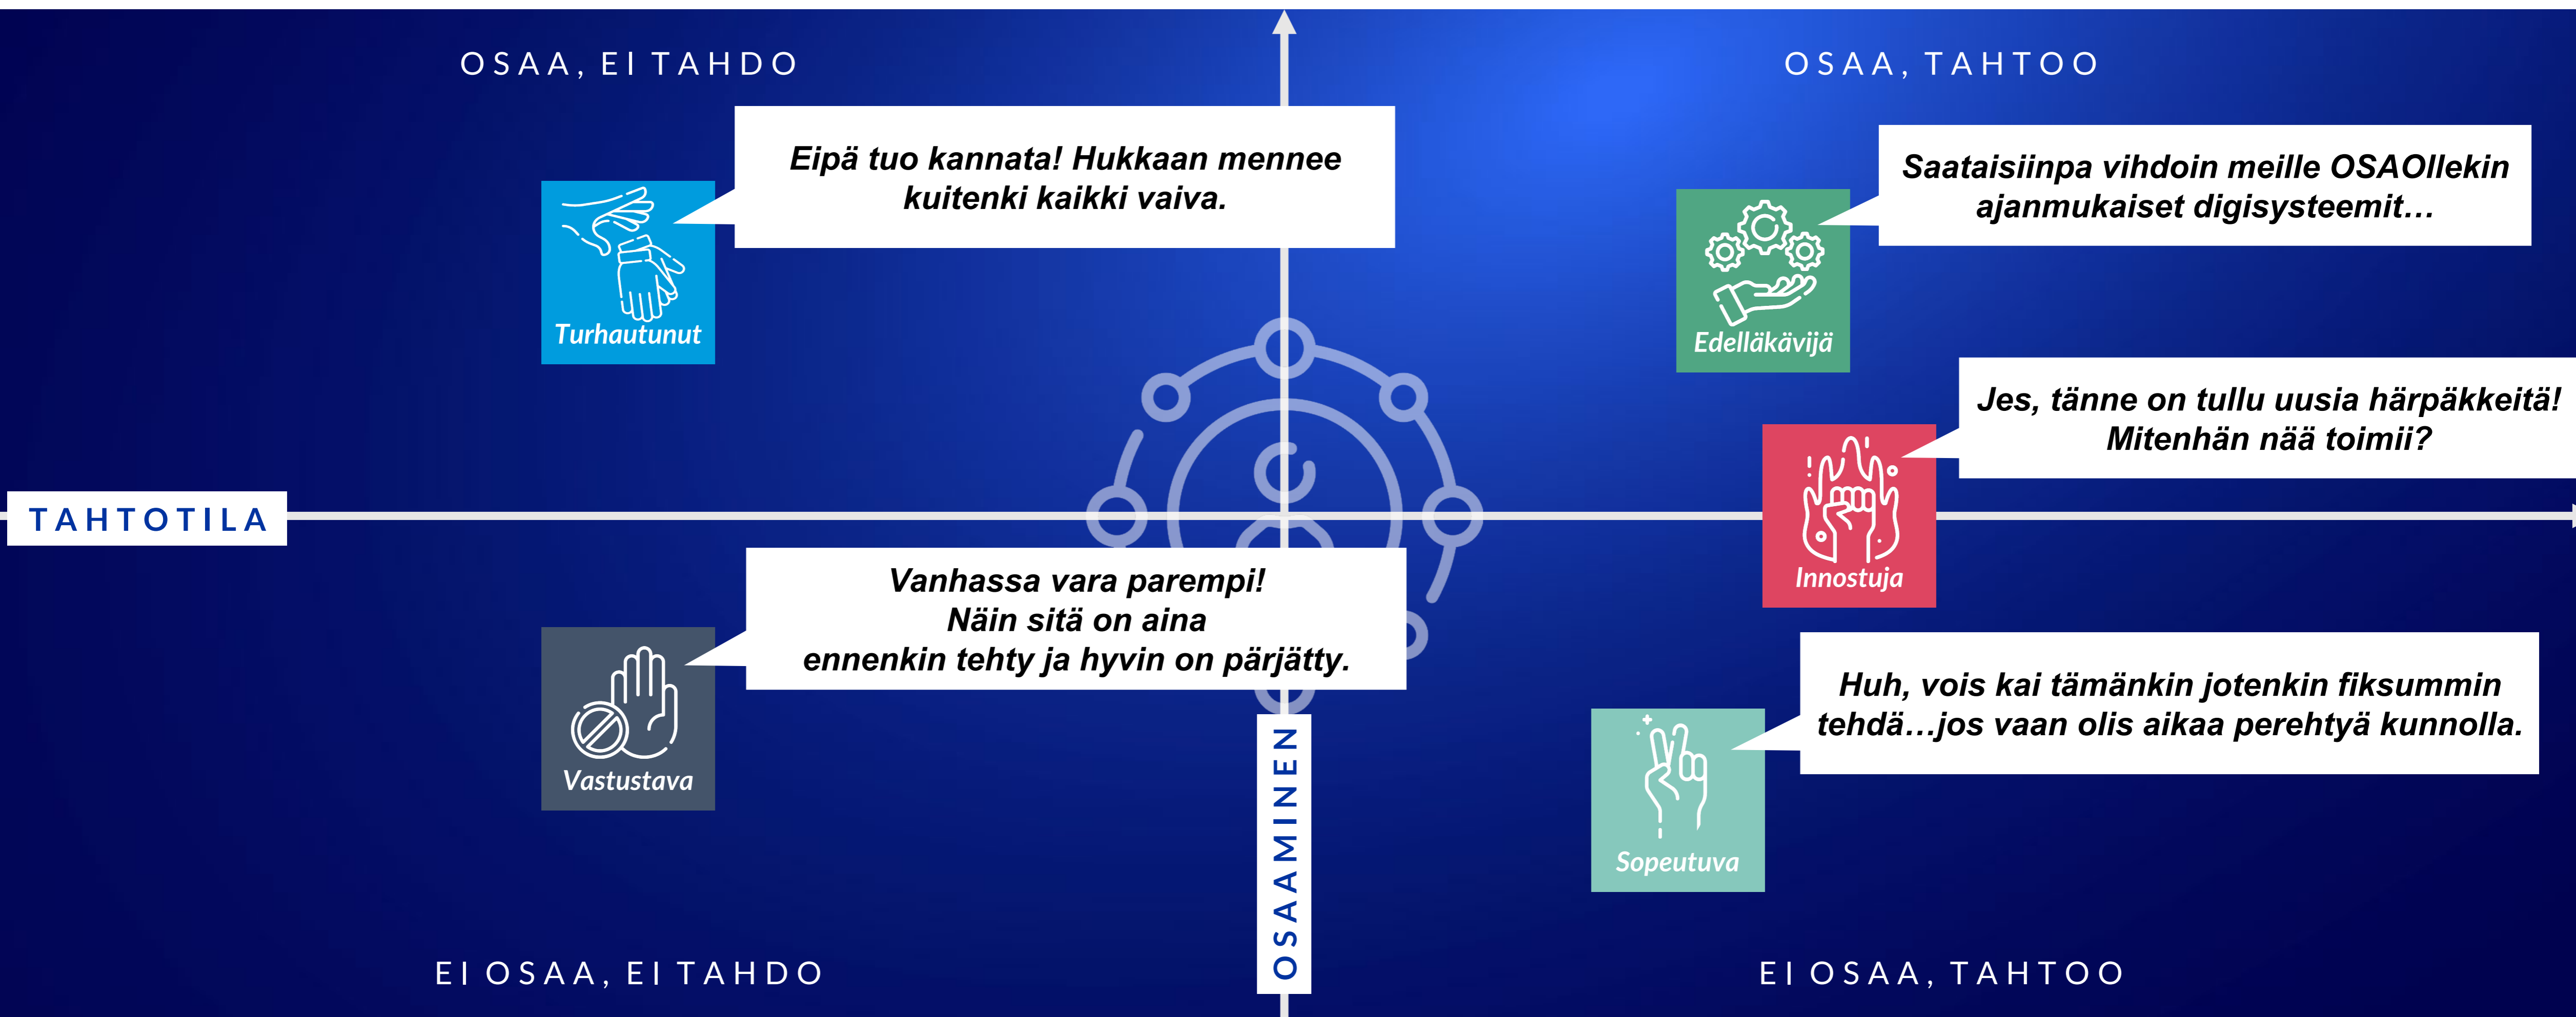 OSAA, EI TAHDO
OSAA, TAHTOO
Eipä tuo kannata! Hukkaan mennee
kuitenki kaikki vaiva.
Turhautunut
Saataisiinpa vihdoin meille OSAOllekin
ajanmukaiset digisysteemit…
Edelläkävijä
Jes, tänne on tullu uusia härpäkkeitä!
Mitenhän nää toimii?
Innostuja
TAHTOTILA
Vanhassa vara parempi!
Näin sitä on aina
ennenkin tehty ja hyvin on pärjätty.
Vastustava
Huh, vois kai tämänkin jotenkin fiksummin
tehdä…jos vaan olis aikaa perehtyä kunnolla.
Sopeutuva
OSAAMINEN
EI OSAA, EI TAHDO
EI OSAA, TAHTOO